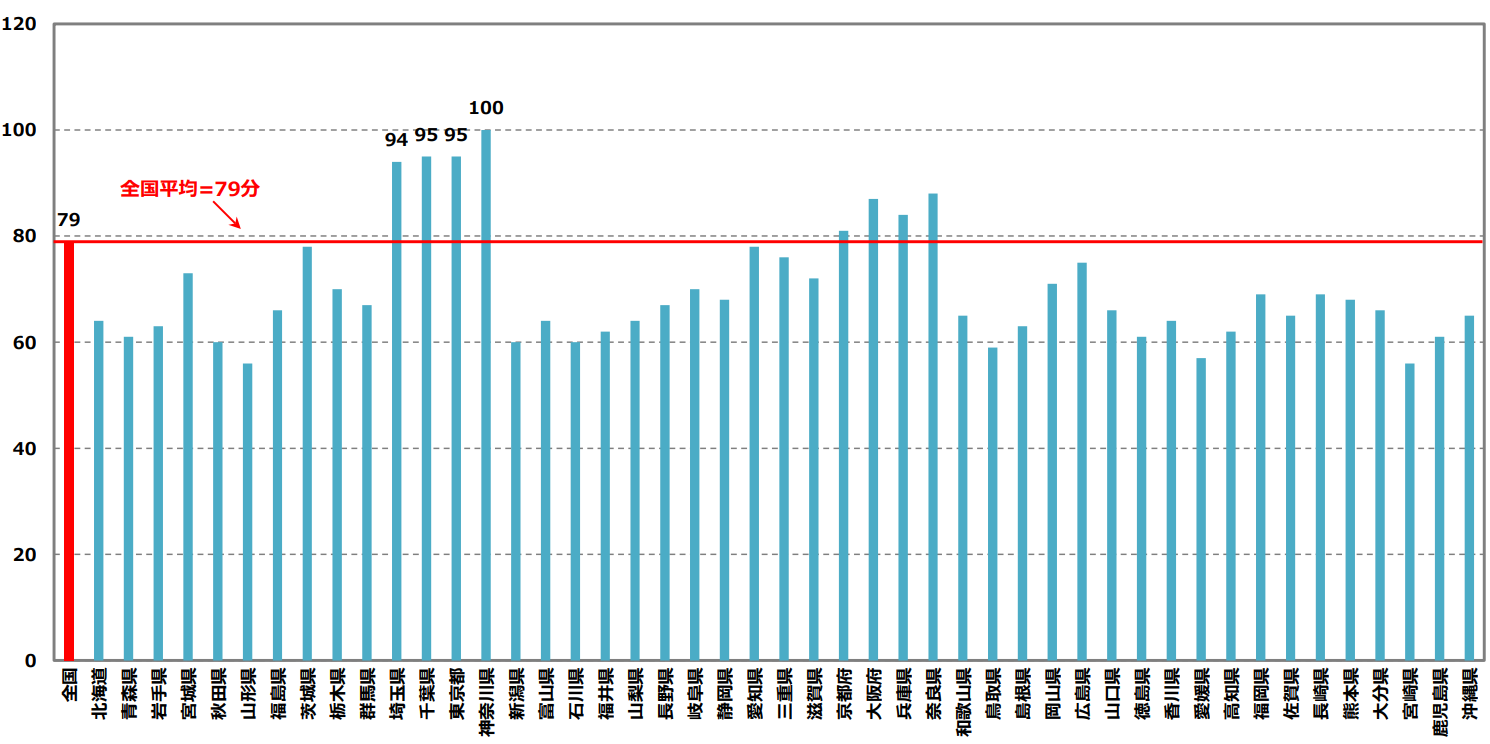 120
100
80
60
40
20
0
79
94
95
95
100
全国平均=79分
全国
北海道
青森県
岩手県
宮城県
秋田県
山形県
福島県
茨城県
栃木県
群馬県
埼玉県
千葉県
東京都
神奈川県
新潟県
富山県
石川県
福井県
山梨県
長野県
岐阜県
静岡県
愛知県
三重県
滋賀県
京都府
大阪府
兵庫県
奈良県
和歌山県
鳥取県
島根県
岡山県
広島県
山口県
徳島県
香川県
愛媛県
高知県
福岡県
佐賀県
長崎県
熊本県
大分県
宮崎県
鹿児島県
沖縄県